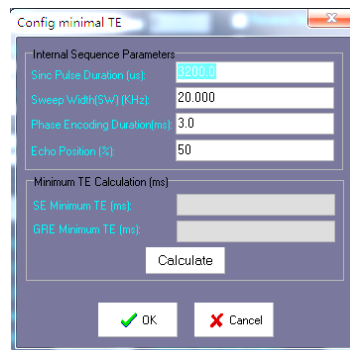 Config minimal TE
Internal Sequence Parameters
Sinc Pulse Duration (us): 3200.0
Sweep Width(SW) (KHz): 20.000
Phase Encoding Duration(ms): 3.0
Echo Position (%): 50
Minimum TE Calculation (ms)
SE Minimum TE (ms):
GRE Minimum TE (ms):
Calculate
OK Cancel